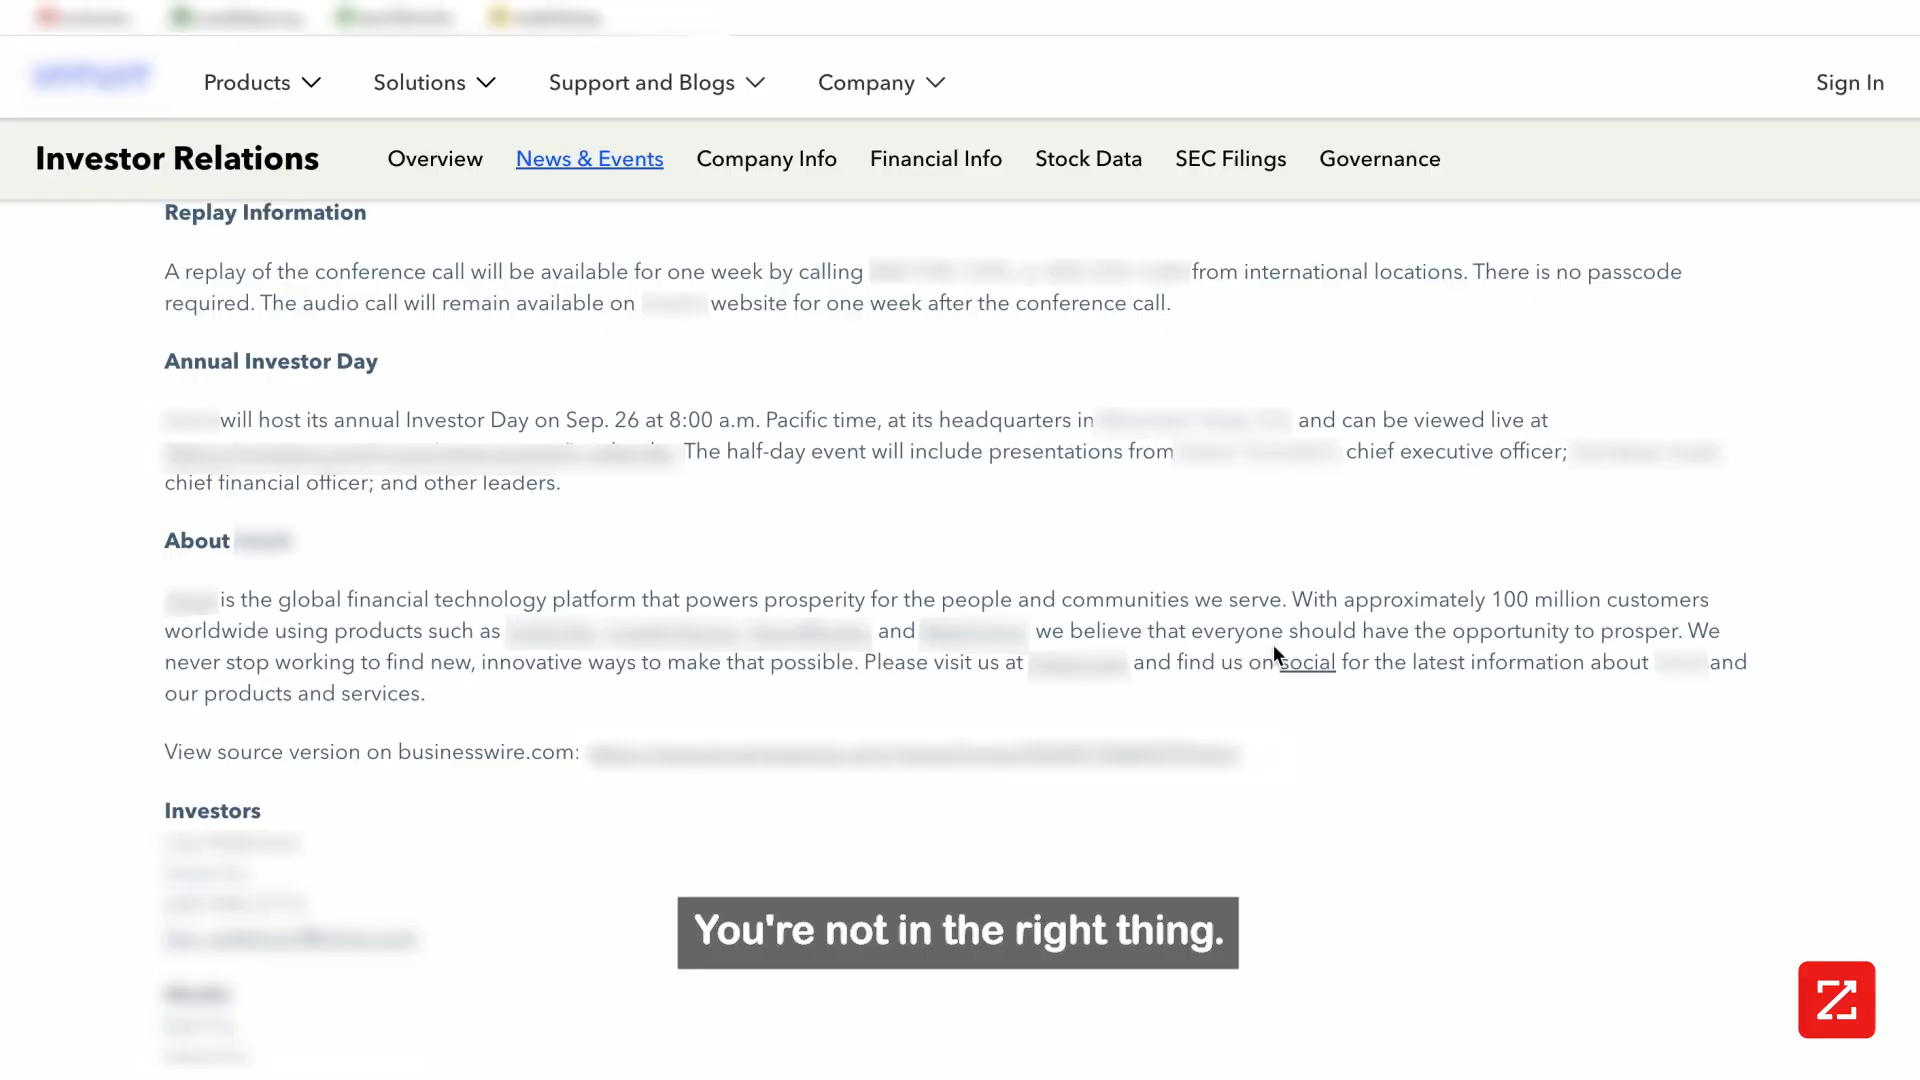 Products
Solutions
Support and Blogs
Company
Sign In
Investor Relations
Overview
News & Events
Company Info
Financial Info
Stock Data
SEC Filings
Governance
Replay Information
A replay of the conference call will be available for one week by calling from international locations. There is no passcode
required. The audio call will remain available on website for one week after the conference call.
Annual Investor Day
will host its annual Investor Day on Sep. 26 at 8:00 a.m. Pacific time, at its headquarters in and can be viewed live at
The half-day event will include presentations from chief executive officer;
chief financial officer; and other leaders.
About
is the global financial technology platform that powers prosperity for the people and communities we serve. With approximately 100 million customers
worldwide using products such as and we believe that everyone should have the opportunity to prosper. We
never stop working to find new, innovative ways to make that possible. Please visit us at and find us on social for the latest information about and
our products and services.
View source version on businesswire.com:
Investors
You're not in the right thing.